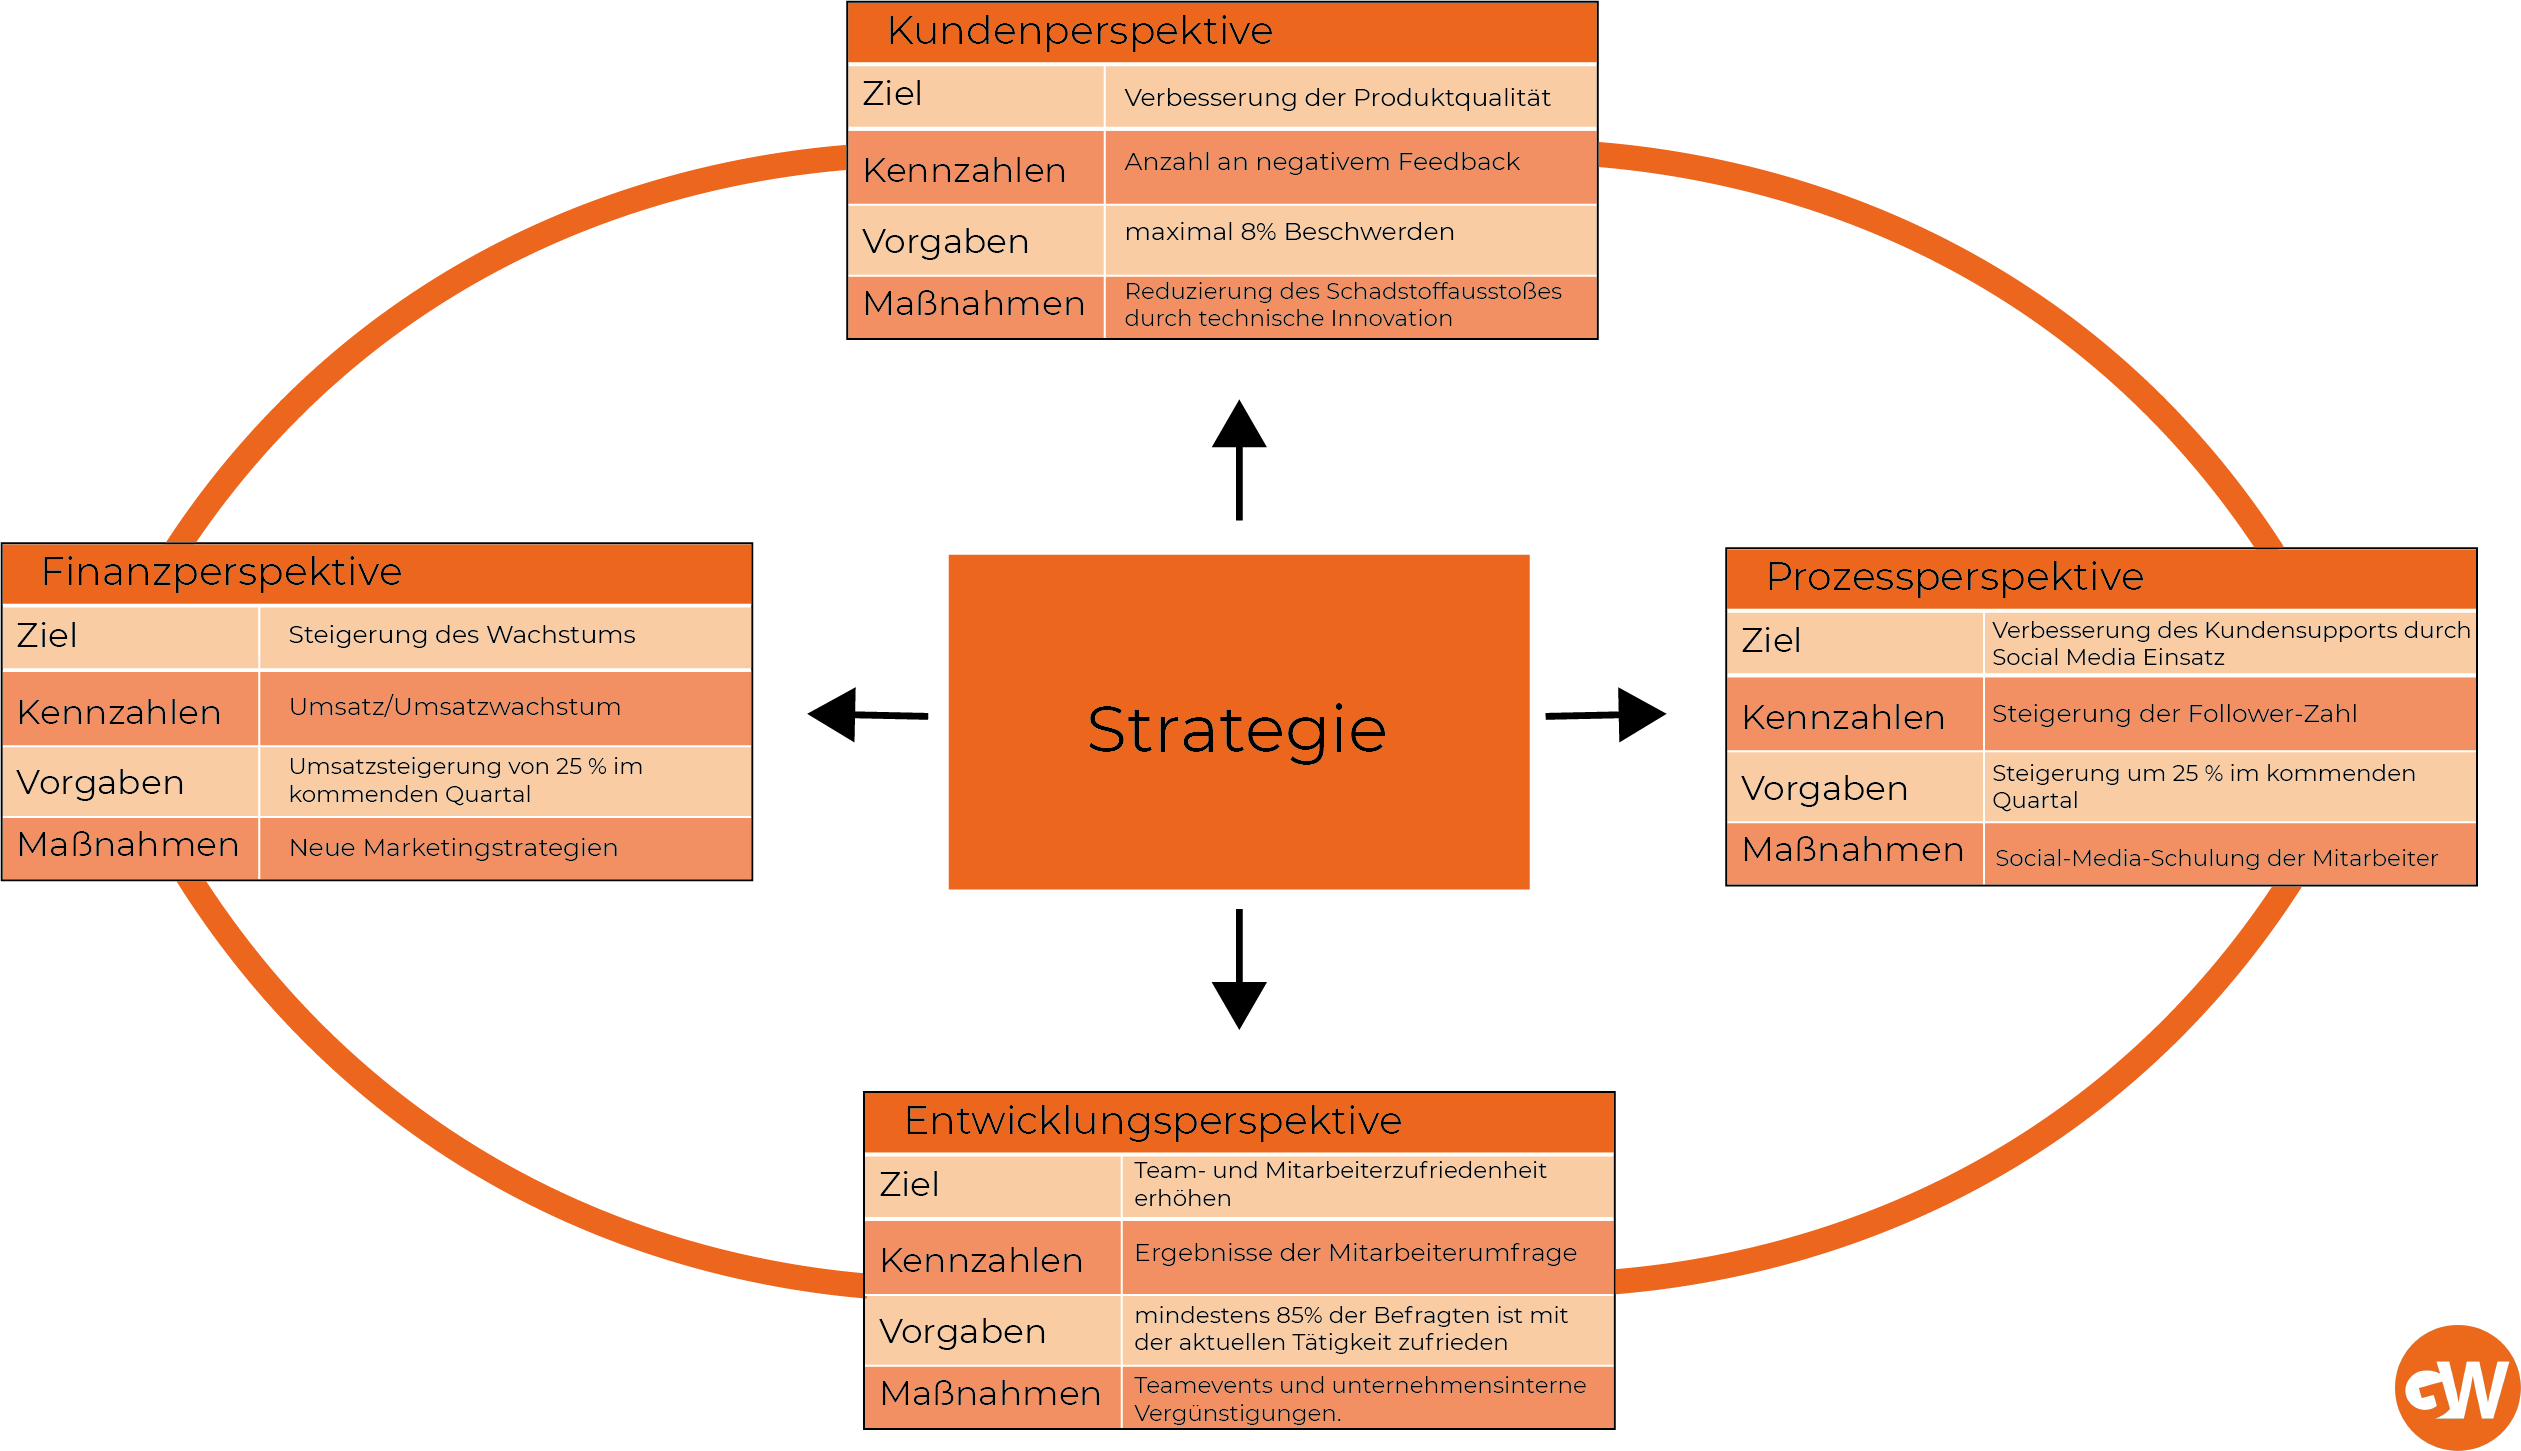 Kundenperspektive
Ziel
Verbesserung der Produktqualität
Kennzahlen
Anzahl an negativem Feedback
Vorgaben
maximal 8% Beschwerden
Maßnahmen
Reduzierung des Schadstoffausstoßes
durch technische Innovation
Finanzperspektive
Ziel
Steigerung des Wachstums
Kennzahlen
Umsatz/Umsatzwachstum
Vorgaben
Umsatzsteigerung von 25 % im
kommenden Quartal
Maßnahmen
Neue Marketingstrategien
Strategie
Prozessperspektive
Ziel
Verbesserung des Kundensupports durch
Social Media Einsatz
Kennzahlen
Steigerung der Follower-Zahl
Vorgaben
Steigerung um 25 % im kommenden
Quartal
Maßnahmen
Social-Media-Schulung der Mitarbeiter
Entwicklungsperspektive
Ziel
Team- und Mitarbeiterzufriedenheit
erhöhen
Kennzahlen
Ergebnisse der Mitarbeiterumfrage
Vorgaben
mindestens 85% der Befragten ist mit
der aktuellen Tätigkeit zufrieden
Maßnahmen
Teamevents und unternehmensinterne
Vergünstigungen.
GW